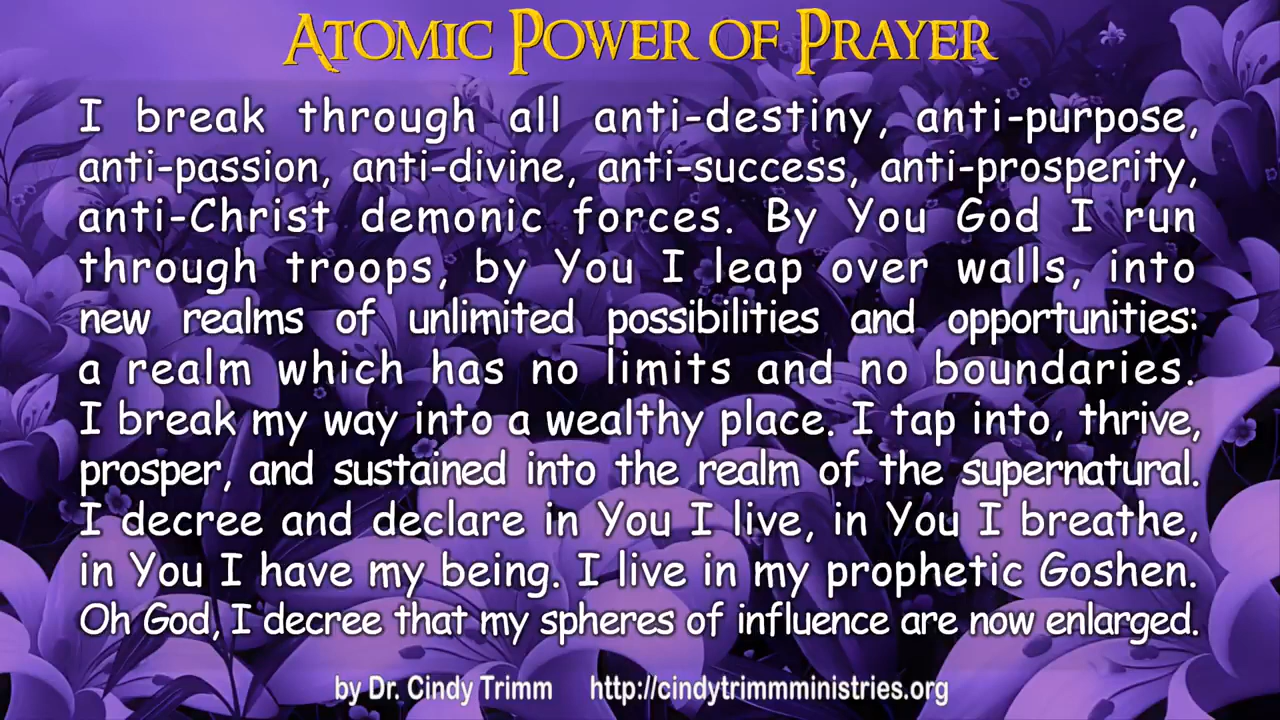 Atomic Power of Prayer
I break through all anti-destiny, anti-purpose,
anti-passion, anti-divine, anti-success, anti-prosperity,
anti-Christ demonic forces. By You God I run
through troops, by You I leap over walls, into
new realms of unlimited possibilities and opportunities:
a realm which has no limits and no boundaries.
I break my way into a wealthy place. I tap into, thrive,
prosper, and sustained into the realm of the supernatural.
I decree and declare in You I live, in You I breathe,
in You I have my being. I live in my prophetic Goshen.
Oh God, I decree that my spheres of influence are now enlarged.
by Dr. Cindy Trimm http://cindytrimmministries.org